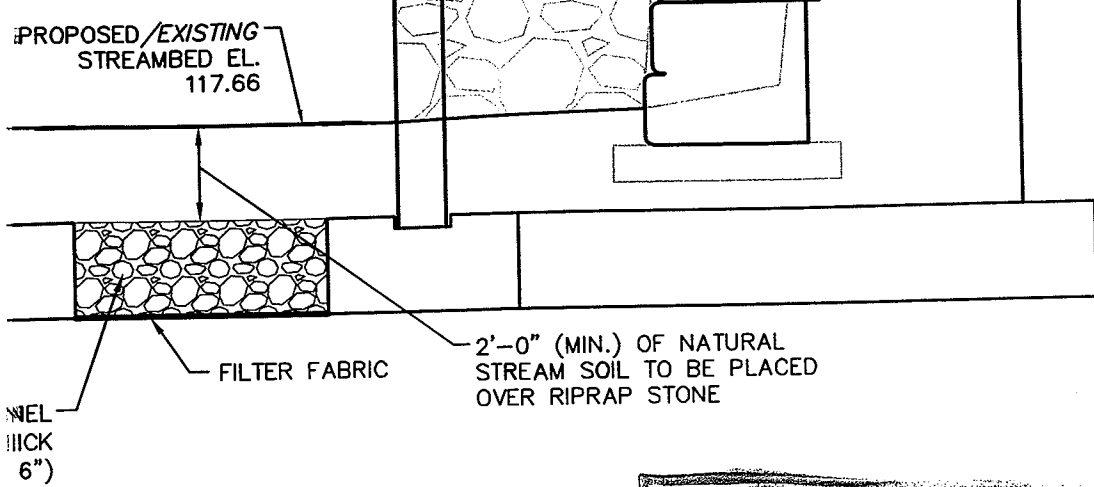 PROPOSED/EXISTING
STREAMBED EL.
117.66
2'-0" (MIN.) OF NATURAL
STREAM SOIL TO BE PLACED
OVER RIPRAP STONE
FILTER FABRIC
6")